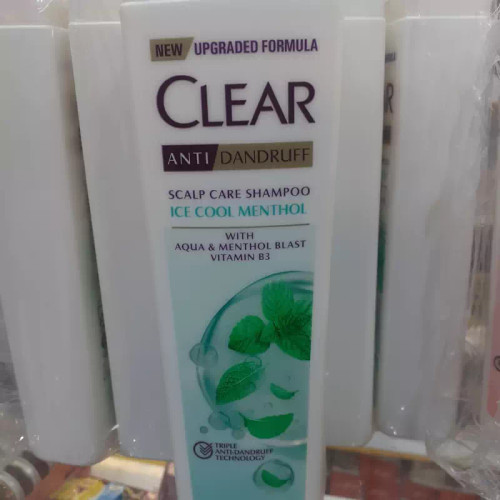 NEW UPGRADED FORMULA
CLEAR
ANTI DANDRUFF
SCALP CARE SHAMPOO
ICE COOL MENTHOL
WITH
AQUA & MENTHOL BLAST
VITAMIN B3
TRIPLE
ANTI-DANDRUFF
TECHNOLOGY